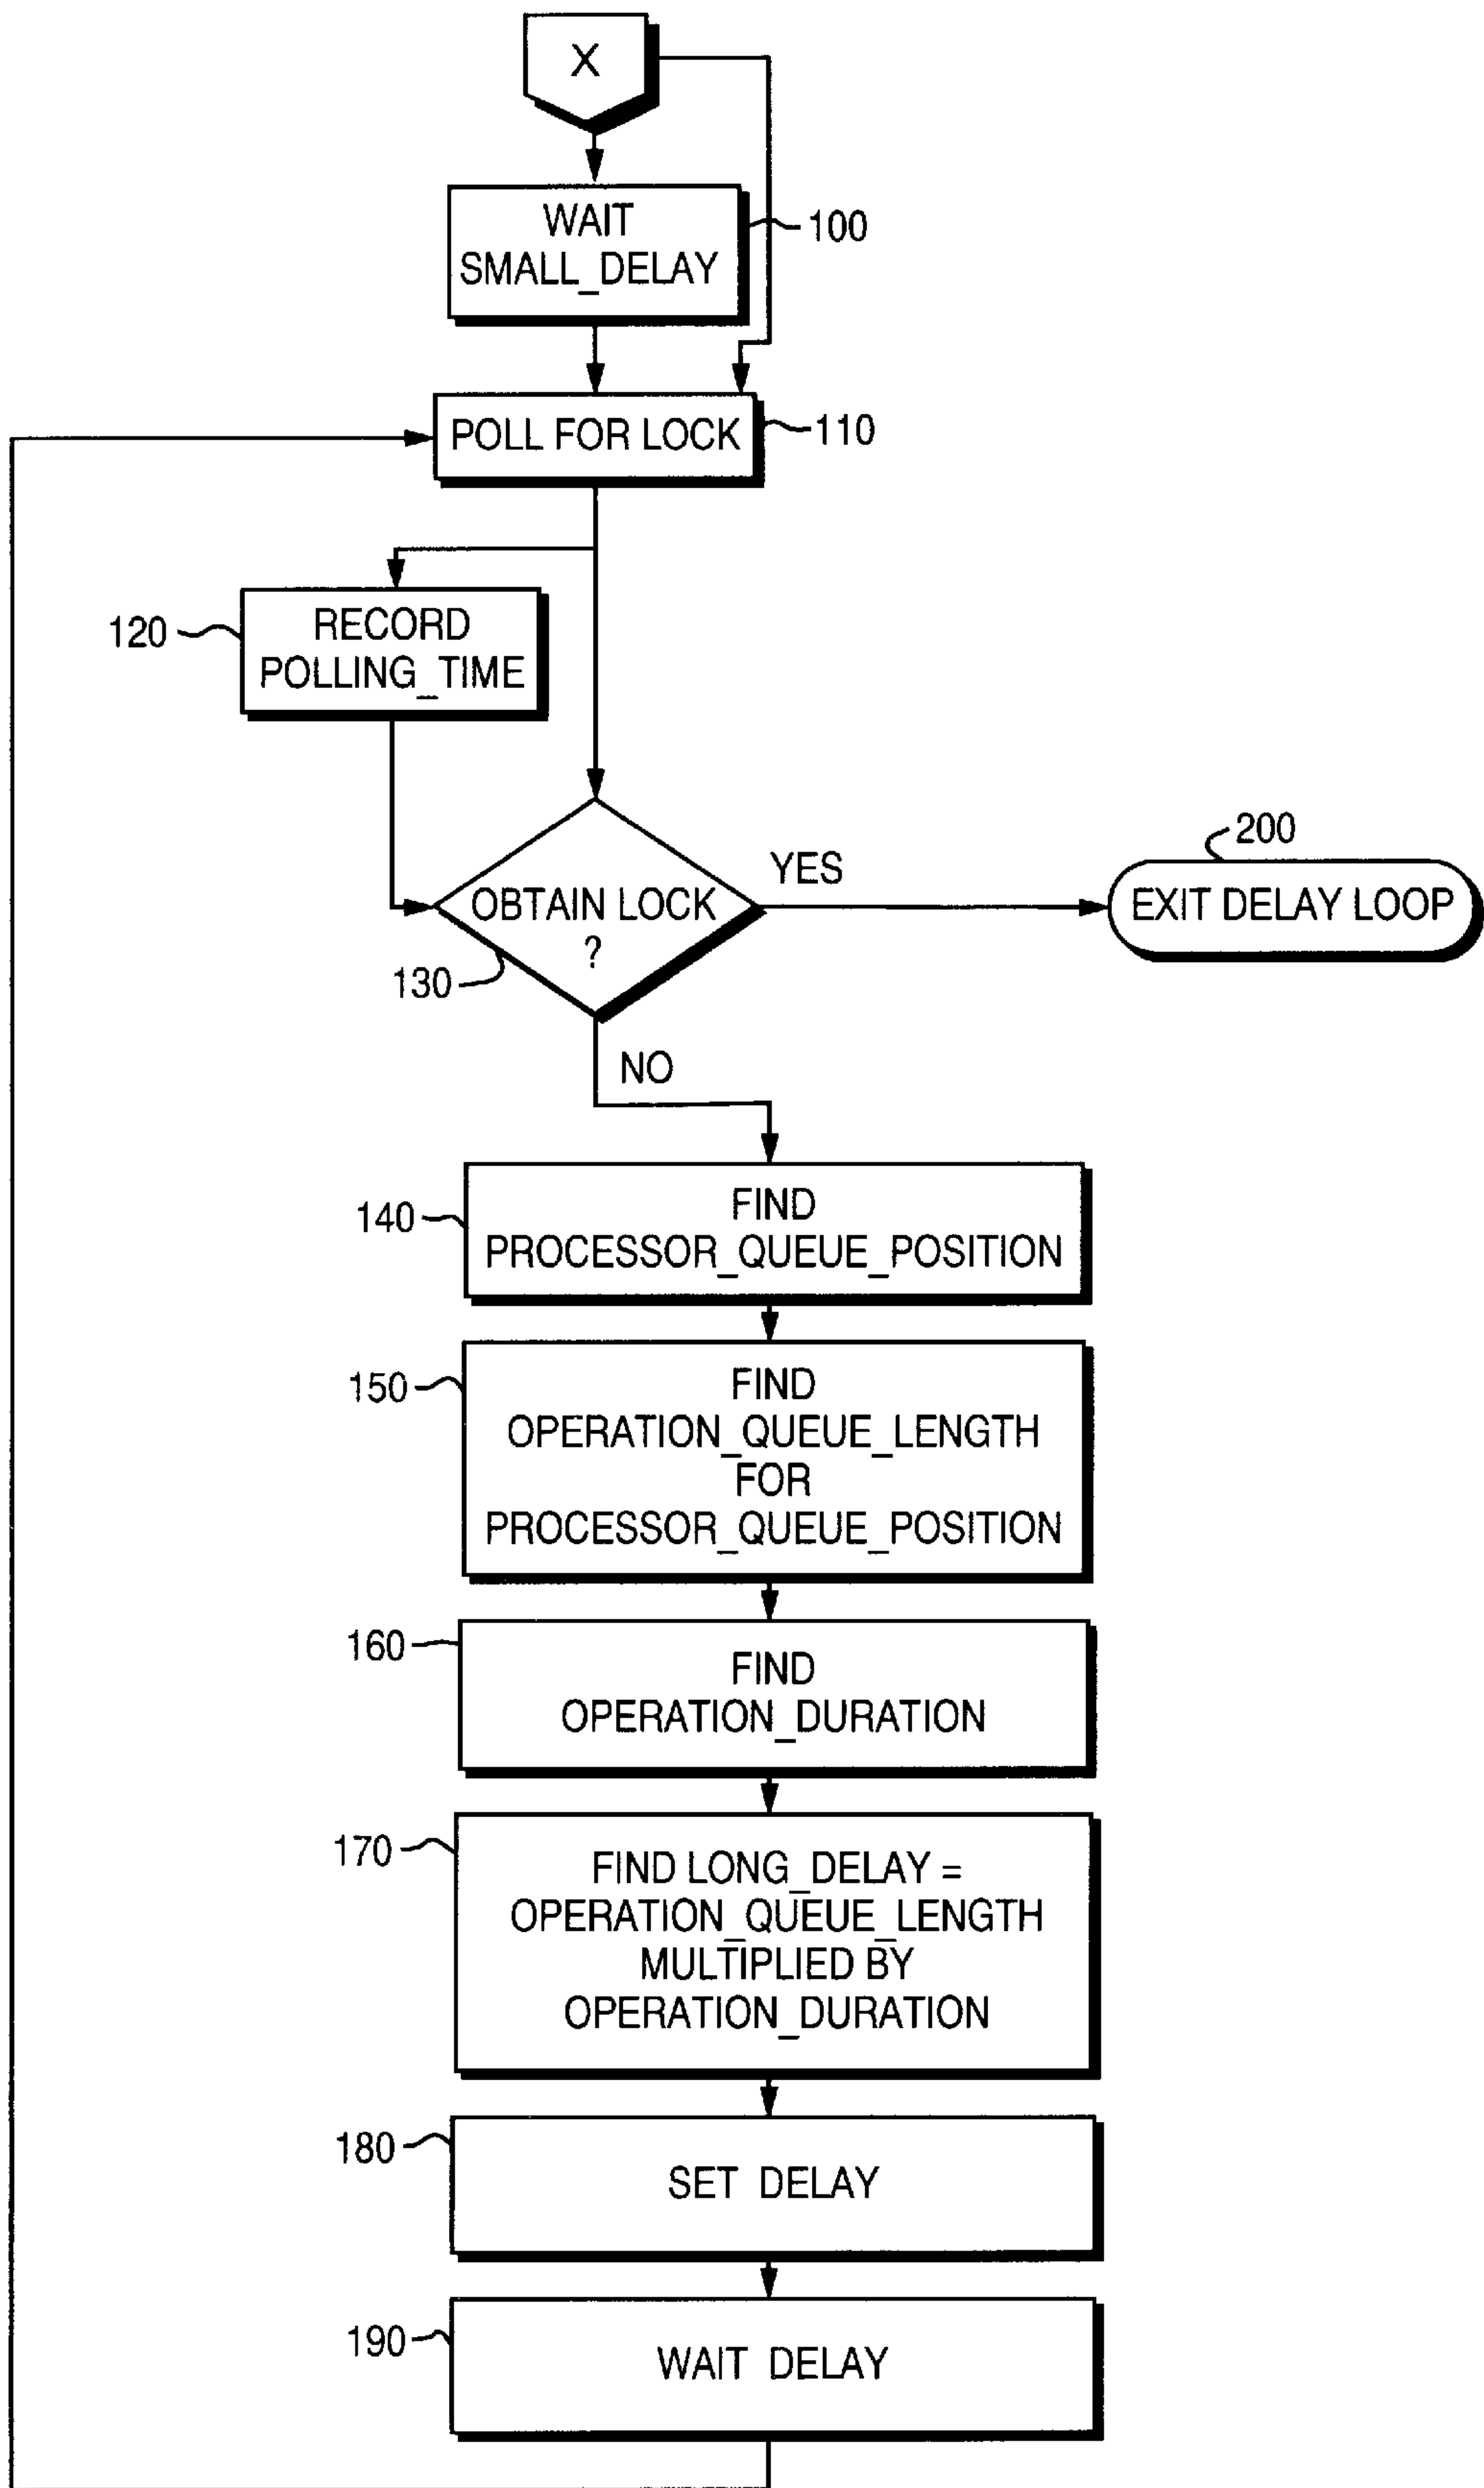 X
WAIT
SMALL_DELAY
100
POLL FOR LOCK
110
120
RECORD
POLLING_TIME
200
YES
OBTAIN LOCK
?
EXIT DELAY LOOP
130
NO
140
FIND
PROCESSOR_QUEUE_POSITION
150
FIND
OPERATION_QUEUE_LENGTH
FOR
PROCESSOR_QUEUE_POSITION
160
FIND
OPERATION_DURATION
170
FIND LONG_DELAY =
OPERATION_QUEUE_LENGTH
MULTIPLIED BY
OPERATION_DURATION
180
SET DELAY
190
WAIT DELAY